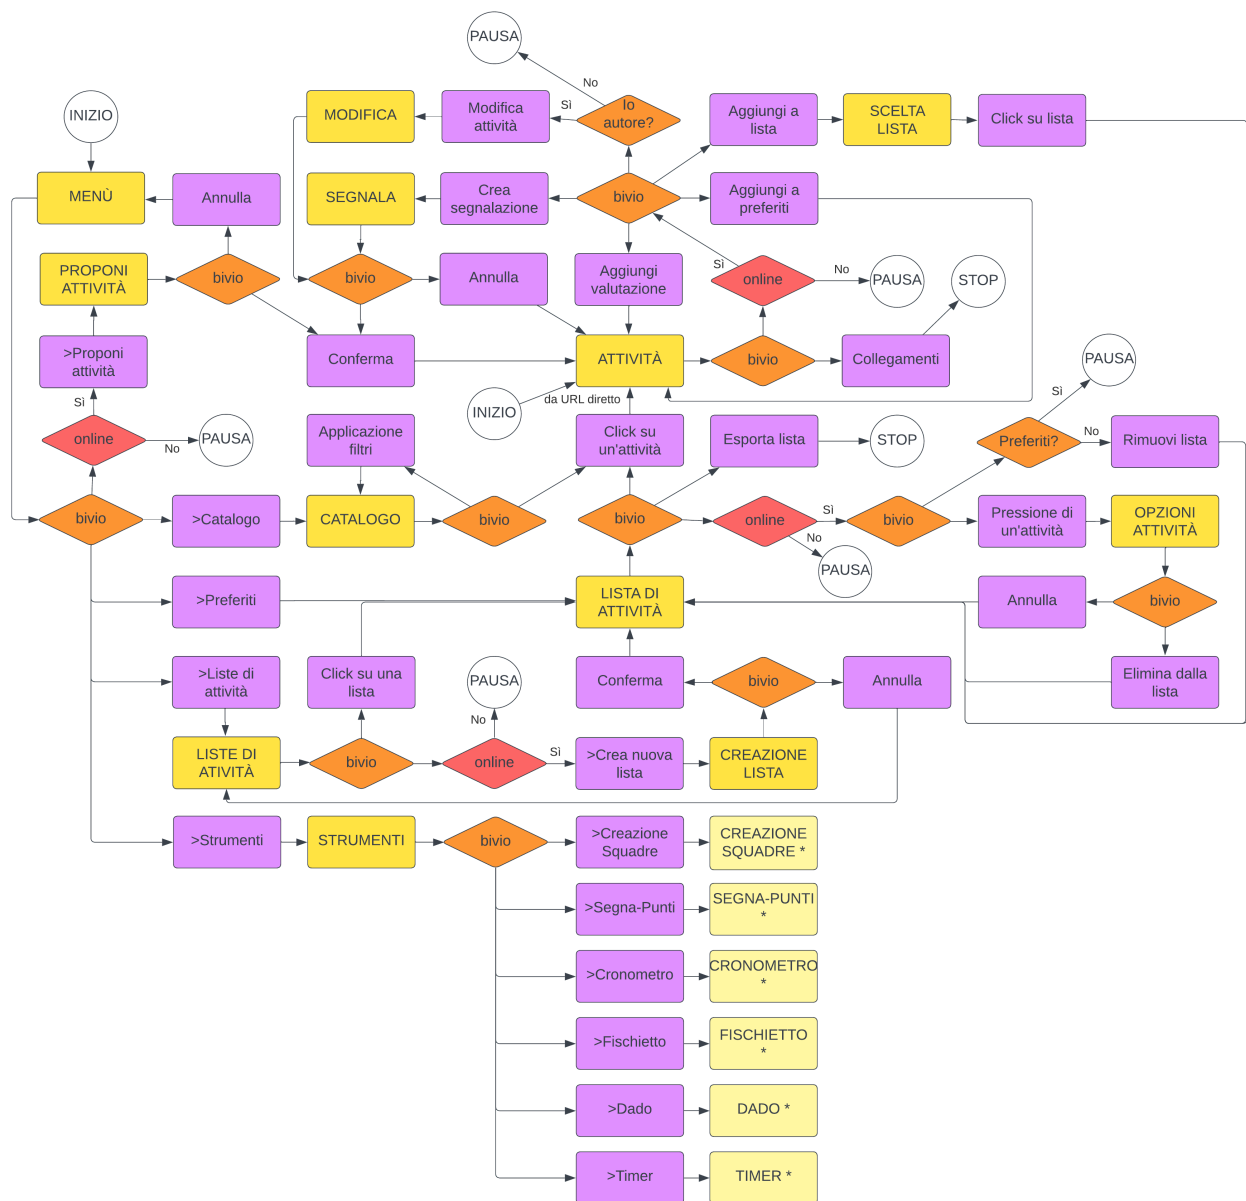 PAUSA
No
Sì
Io
autore?
Modifica
attività
MODIFICA
Aggiungi a
lista
SCELTA
LISTA
Click su lista
INIZIO
MENÙ
Annulla
SEGNALA
Crea
segnalazione
bivio
Aggiungi a
preferiti
PROPONI
ATTIVITÀ
bivio
bivio
Annulla
Aggiungi
valutazione
Sì
online
No
PAUSA
STOP
>Proponi
attività
Conferma
ATTIVITÀ
bivio
Collegamenti
PAUSA
Sì
INIZIO
da URL diretto
Sì
online
No
PAUSA
Applicazione
filtri
Click su
un'attività
Esporta lista
STOP
Preferiti?
No
Rimuovi lista
bivio
>Catalogo
CATALOGO
bivio
bivio
online
Sì
No
PAUSA
bivio
Pressione di
un'attività
OPZIONI
ATTIVITÀ
>Preferiti
LISTA DI
ATTIVITÀ
Annulla
bivio
>Liste di
attività
Click su una
lista
PAUSA
No
Conferma
bivio
Annulla
Elimina dalla
lista
LISTE DI
ATIVITÀ
bivio
online
Sì
>Crea nuova
lista
CREAZIONE
LISTA
>Strumenti
STRUMENTI
bivio
>Creazione
Squadre
CREAZIONE
SQUADRE *
>Segna-Punti
SEGNA-PUNTI
*
>Cronometro
CRONOMETRO
*
>Fischietto
FISCHIETTO
*
>Dado
DADO *
>Timer
TIMER *